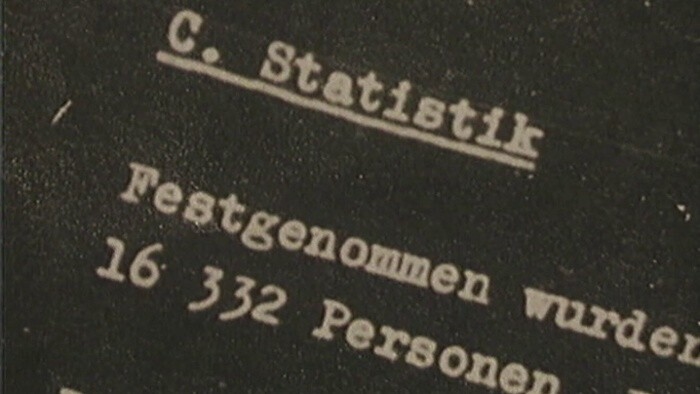 C. Statistik
Festgenommen wurden
16 332 Personen